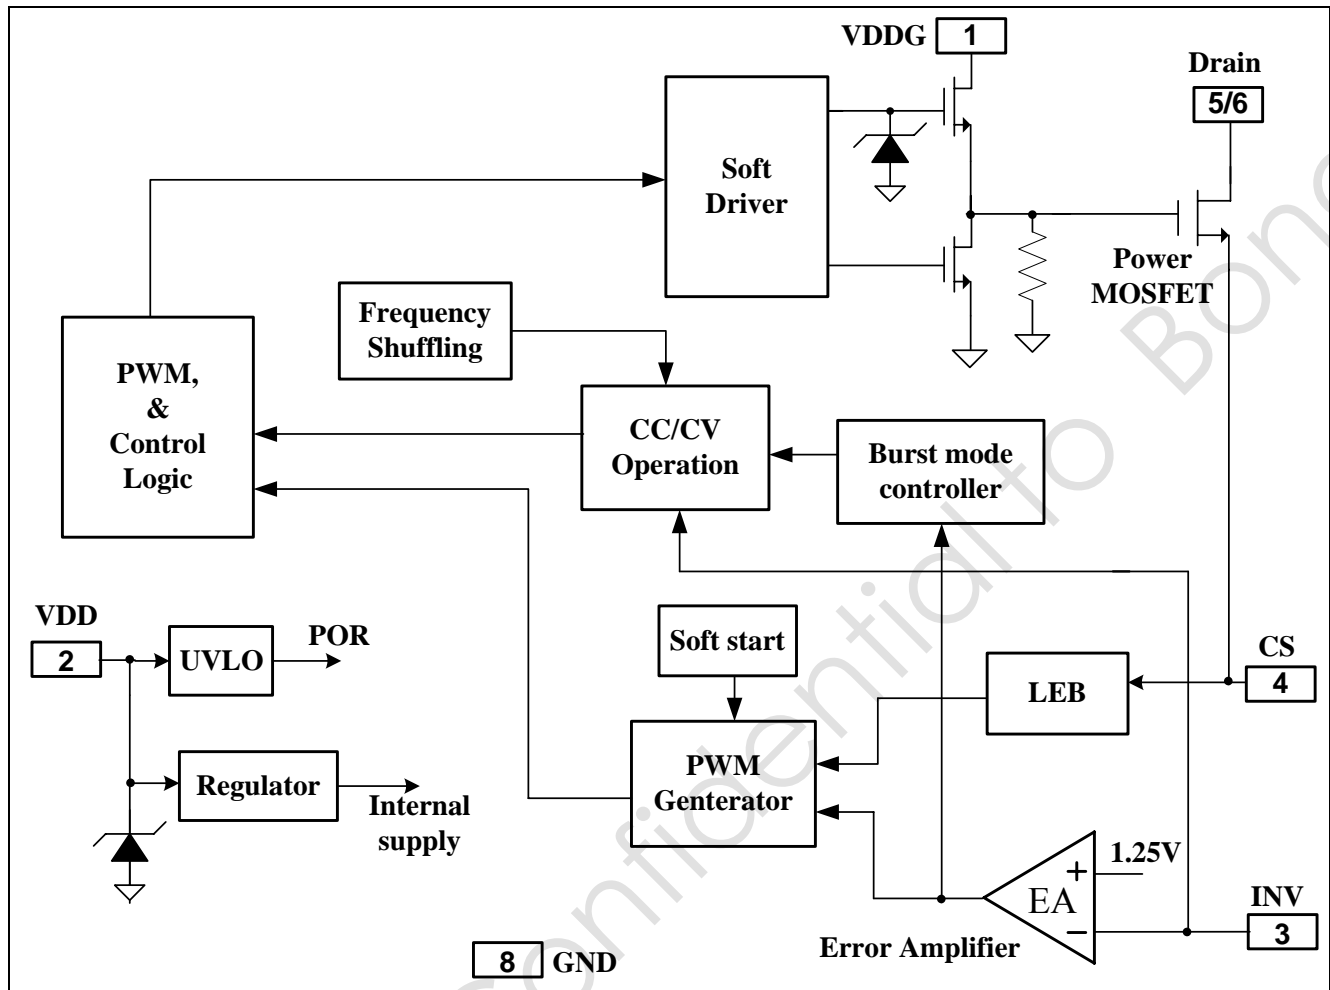 VDDG 1
Drain
5/6
Soft
Driver
Power
MOSFET
Frequency
Shuffling
PWM,
&
Control
Logic
CC/CV
Operation
Burst mode
controller
VDD
2
UVLO
POR
Soft start
LEB
CS
4
Regulator
Internal
supply
PWM
Genterator
1.25V
+
EA
−
INV
3
Error Amplifier
8 GND
Confidential to